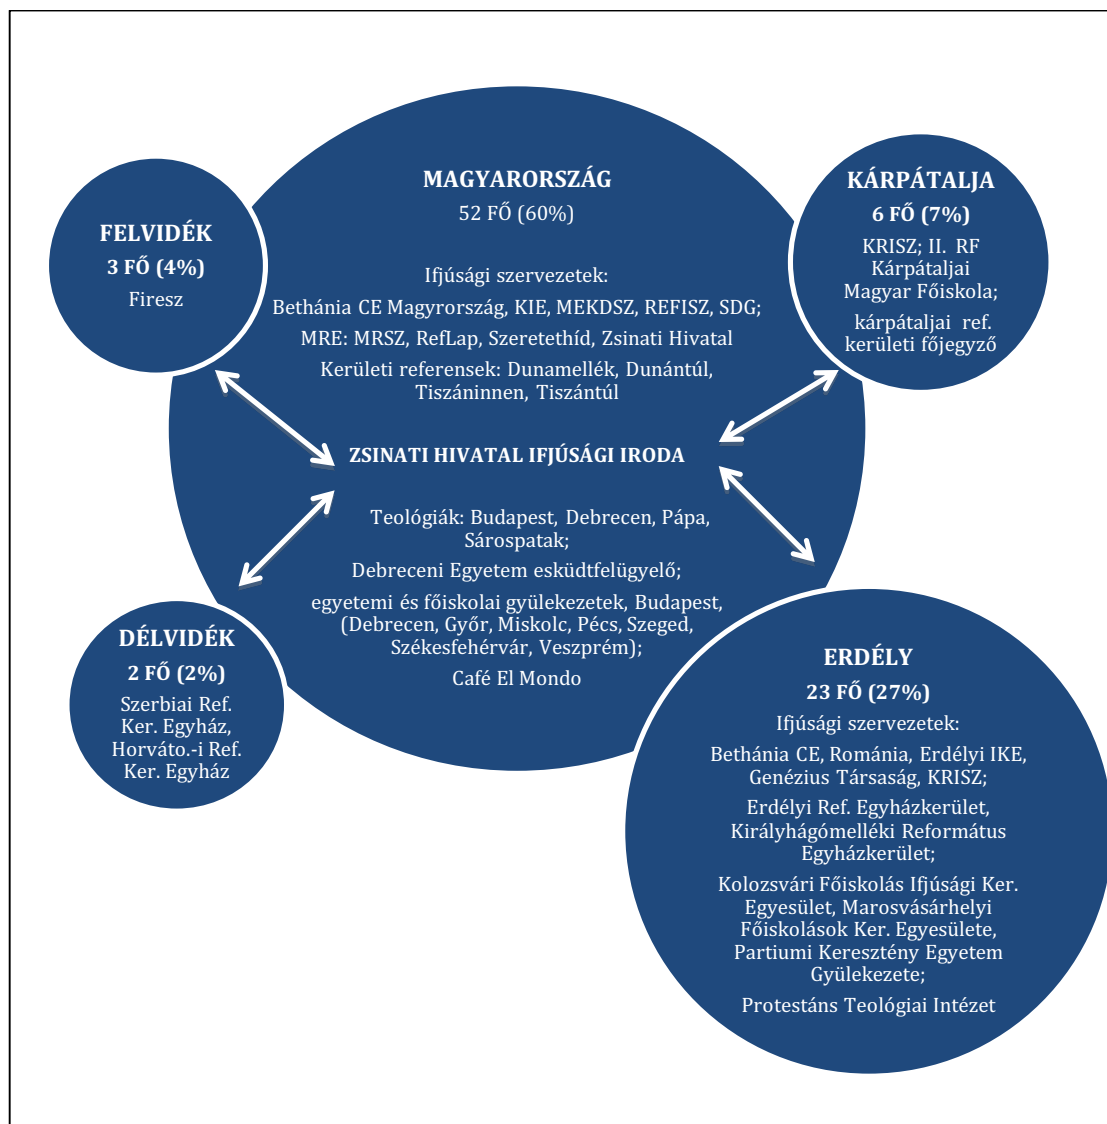 MAGYARORSZÁG
52 FŐ (60%)
Ifjúsági szervezetek:
Bethánia CE Magyrország, KIE, MEKDSZ, REFISZ, SDG;
MRE: MRSZ, RefLap, Szeretethíd, Zsinati Hivatal
Kerületi referensek: Dunamellék, Dunántúl,
Tiszáninnen, Tiszántúl
ZSINATI HIVATAL IFJÚSÁGI IRODA
Teológiák: Budapest, Debrecen, Pápa,
Sárospatak;
Debreceni Egyetem esküdtfelügyelő;
egyetemi és főiskolai gyülekezetek, Budapest,
(Debrecen, Győr, Miskolc, Pécs, Szeged,
Székesfehérvár, Veszprém);
Café El Mondo
FELVIDÉK
3 FŐ (4%)
Firesz
KÁRPÁTALJA
6 FŐ (7%)
KRISZ; II. RF
Kárpátaljai
Magyar Főiskola;
kárpátaljai ref.
kerületi főjegyző
DÉLVIDÉK
2 FŐ (2%)
Szerbiai Ref.
Ker. Egyház,
Horváto.-i Ref.
Ker. Egyház
ERDÉLY
23 FŐ (27%)
Ifjúsági szervezetek:
Bethánia CE, Románia, Erdélyi IKE,
Genézius Társaság, KRISZ;
Erdélyi Ref. Egyházkerület,
Királyhágómelléki Református
Egyházkerület;
Kolozsvári Főiskolás Ifjúsági Ker.
Egyesület, Marosvásárhelyi
Főiskolások Ker. Egyesülete,
Partiumi Keresztény Egyetem
Gyülekezete;
Protestáns Teológiai Intézet